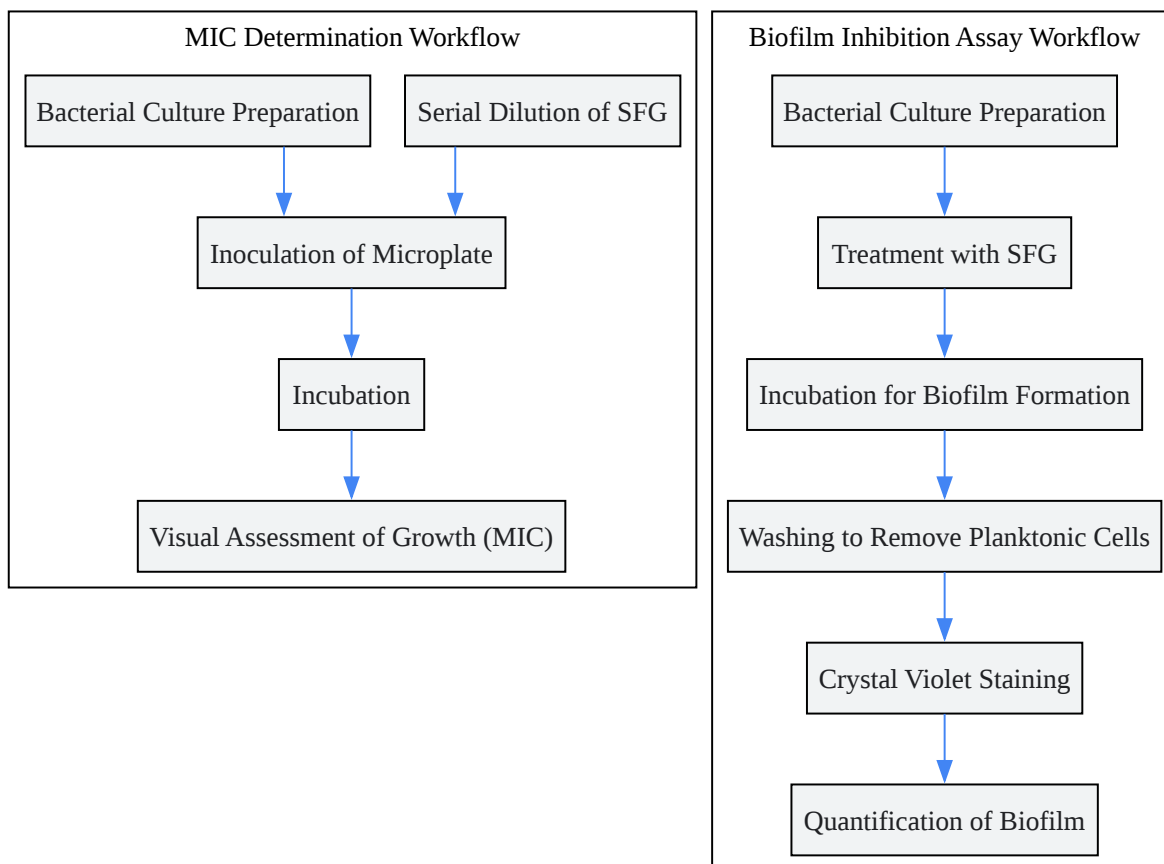 MIC Determination Workflow
Bacterial Culture Preparation
Serial Dilution of SFG
Inoculation of Microplate
Incubation
Visual Assessment of Growth (MIC)
Biofilm Inhibition Assay Workflow
Bacterial Culture Preparation
Treatment with SFG
Incubation for Biofilm Formation
Washing to Remove Planktonic Cells
Crystal Violet Staining
Quantification of Biofilm